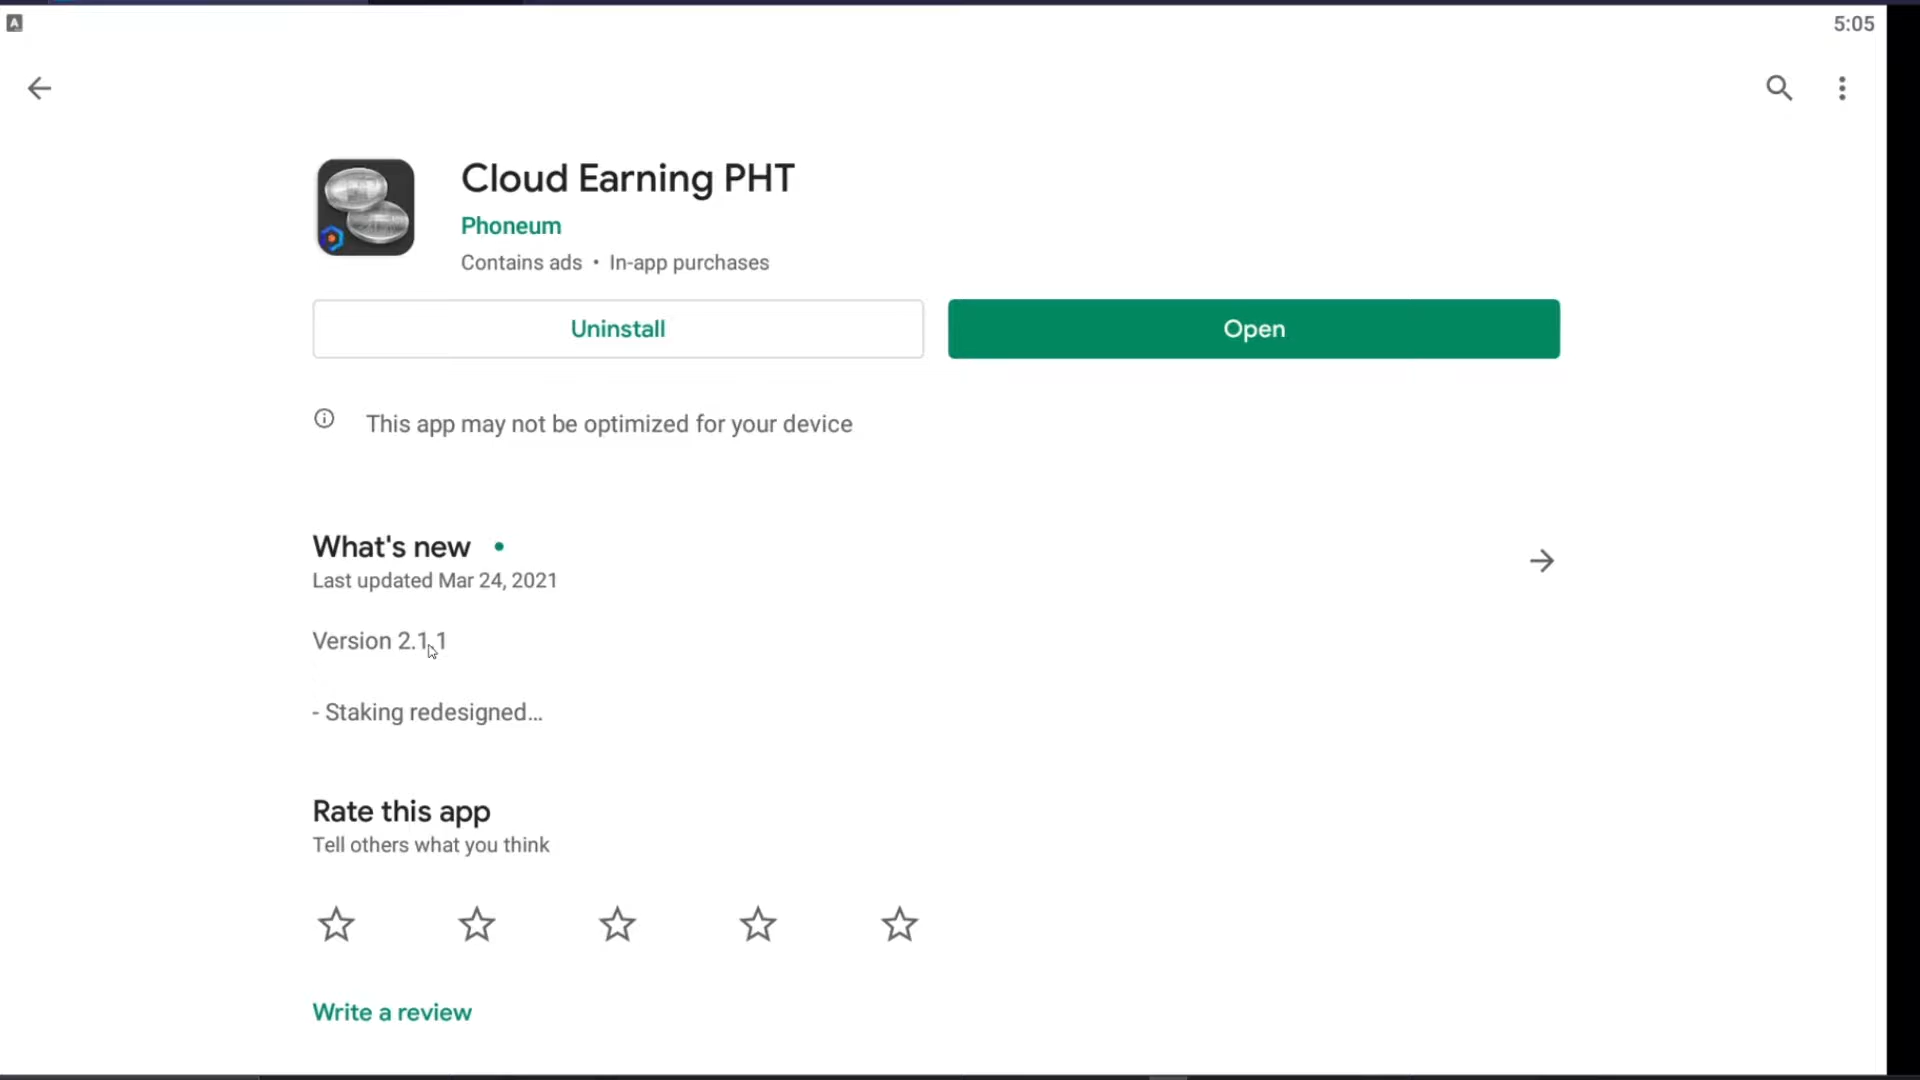 A
5:05
Cloud Earning PHT
Phoneum
Contains ads • In-app purchases
Uninstall
Open
This app may not be optimized for your device
What's new •
Last updated Mar 24, 2021
Version 2.1.1
- Staking redesigned...
Rate this app
Tell others what you think
Write a review